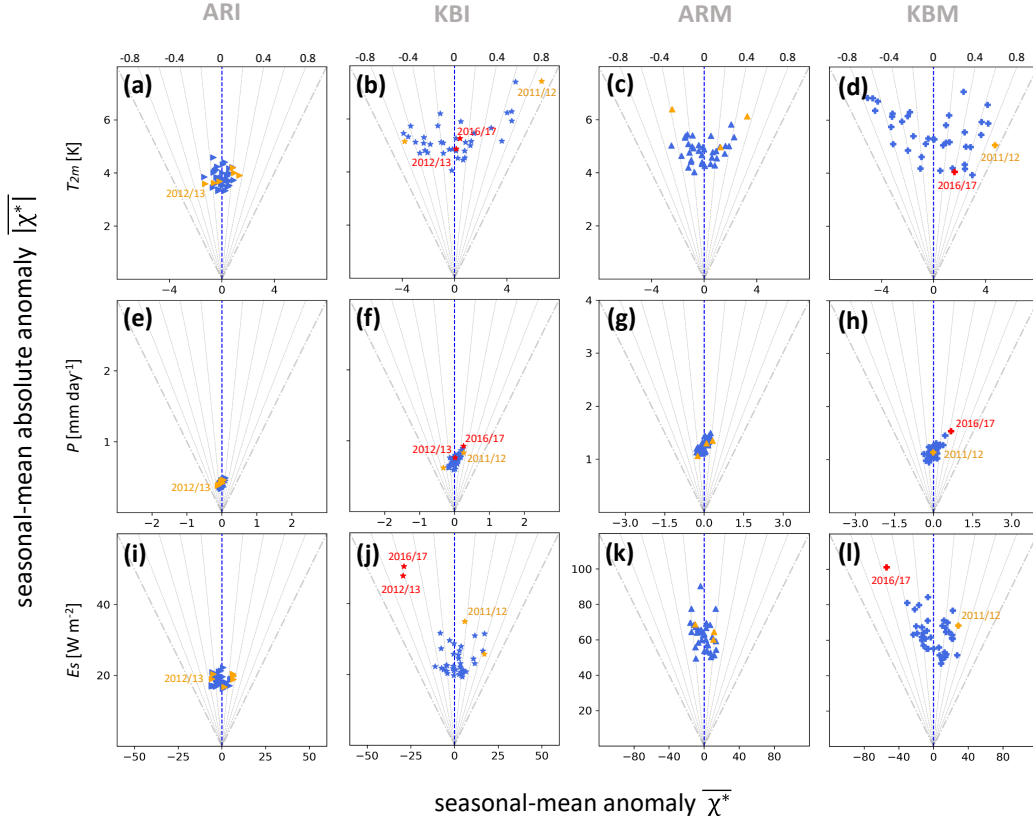 ARI KBI ARM KBM
-0.8 -0.4 0 0.4 0.8 -0.8 -0.4 0 0.4 0.8 -0.8 -0.4 0 0.4 0.8 -0.8 -0.4 0 0.4 0.8
(a) (b) (c) (d)
2011/12
6
2016/17
2011/12
T2m [K]
4
2012/13
2016/17
2012/13
2
−4 0 4 −4 0 4 −4 0 4 −4 0 4
(e) (f) (g) (h)
4
3
2
2
P [mm day-1]
1
1
2016/17
2012/13
2011/12
2016/17
2011/12
2012/13
−2 −1 0 1 2 −2 −1 0 1 2 −3.0 −1.5 0.0 1.5 3.0 −3.0 −1.5 0.0 1.5 3.0
(i) (j) (k) (l)
2016/17
2012/13
2011/12
100
2016/17
2011/12
80
40
60
Es [W m-2]
20
2012/13
40
20
−50 −25 0 25 50 −50 −25 0 25 50 −80 −40 0 40 80 −80 −40 0 40 80
seasonal-mean absolute anomaly |χ*|
seasonal-mean anomaly χ*